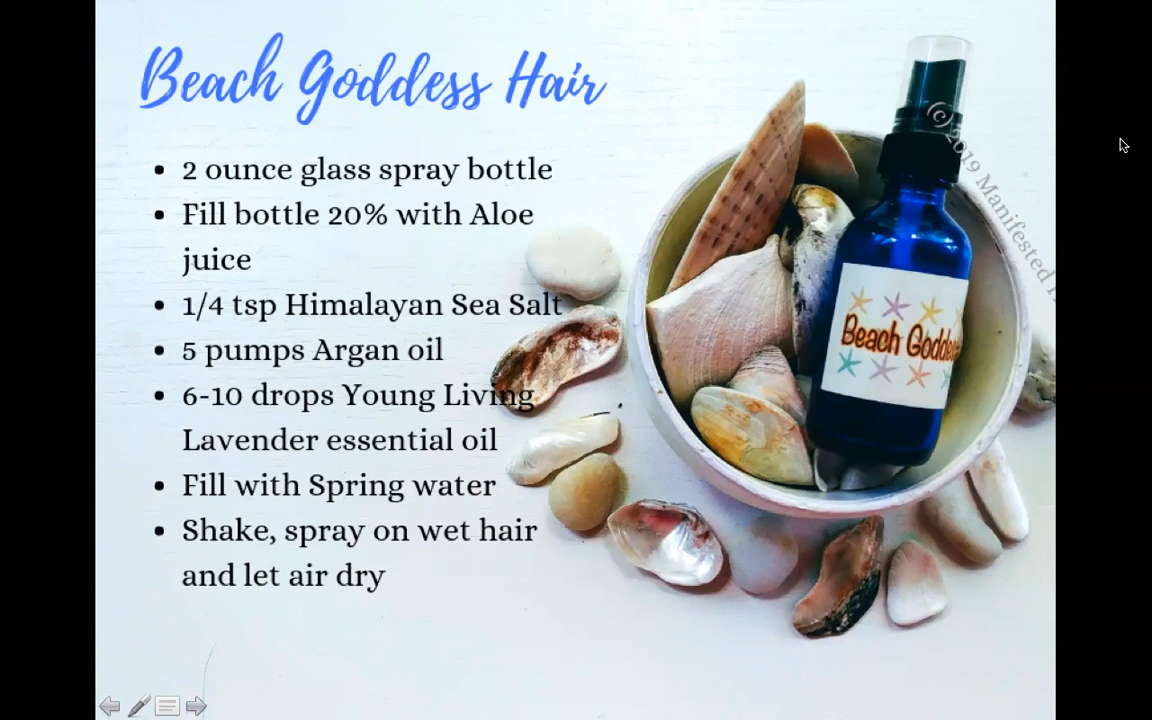 Beach Goddess Hair
• 2 ounce glass spray bottle
• Fill bottle 20% with Aloe
juice
• 1/4 tsp Himalayan Sea Salt
• 5 pumps Argan oil
• 6-10 drops Young Living
Lavender essential oil
• Fill with Spring water
• Shake, spray on wet hair
and let air dry
(c) 2019 Manifested
Beach Goddess